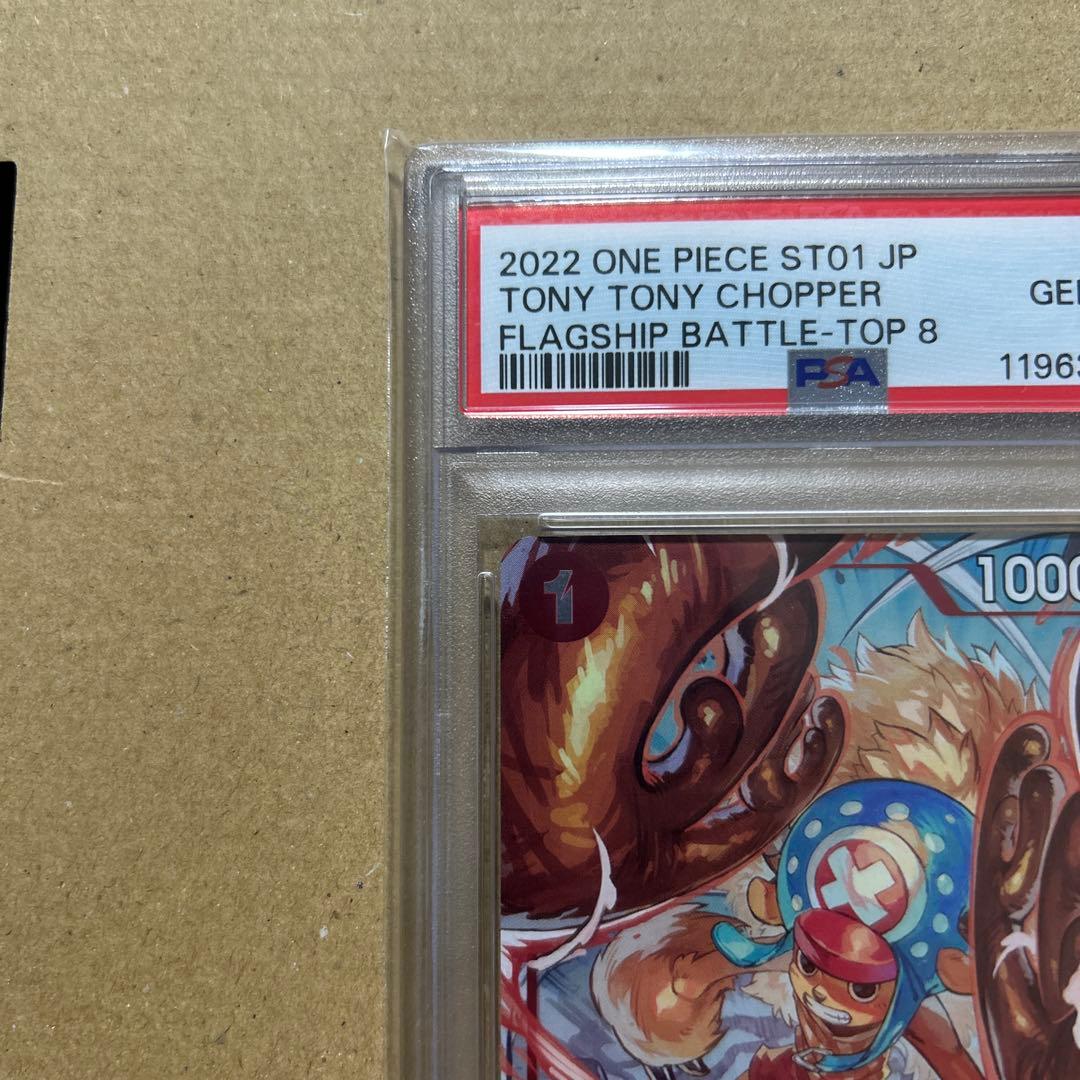 2022 ONE PIECE ST01 JP
TONY TONY CHOPPER
FLAGSHIP BATTLE-TOP 8
PSA
1